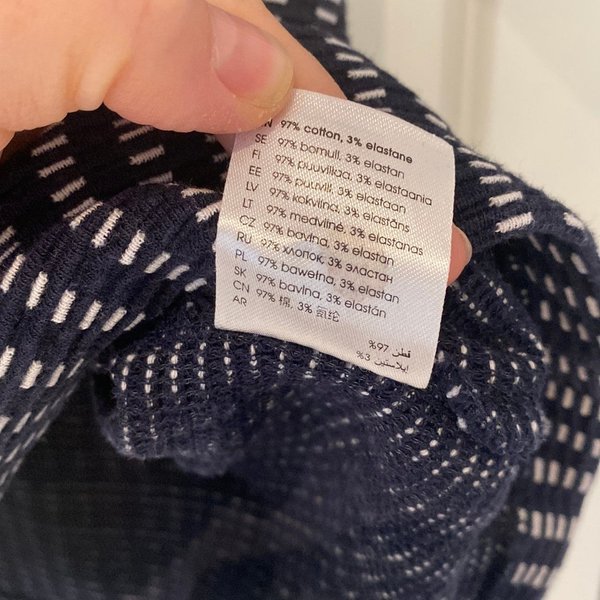 N 97% cotton, 3% elastane
SE 97% bomull, 3% elastan
FI 97% puuvillaa, 3% elastaania
EE 97% puuvill, 3% elastaan
LV 97% kokvilna, 3% elastāns
LT 97% medvilnė, 3% elastanas
CZ 97% bavlna, 3% elastan
RU 97% хлопок, 3% эластан
PL 97% bawełna, 3% elastan
SK 97% bavlna, 3% elastán
CN 97% 棉, 3% 氨纶
AR
قطن 97%
إيلاستين 3%